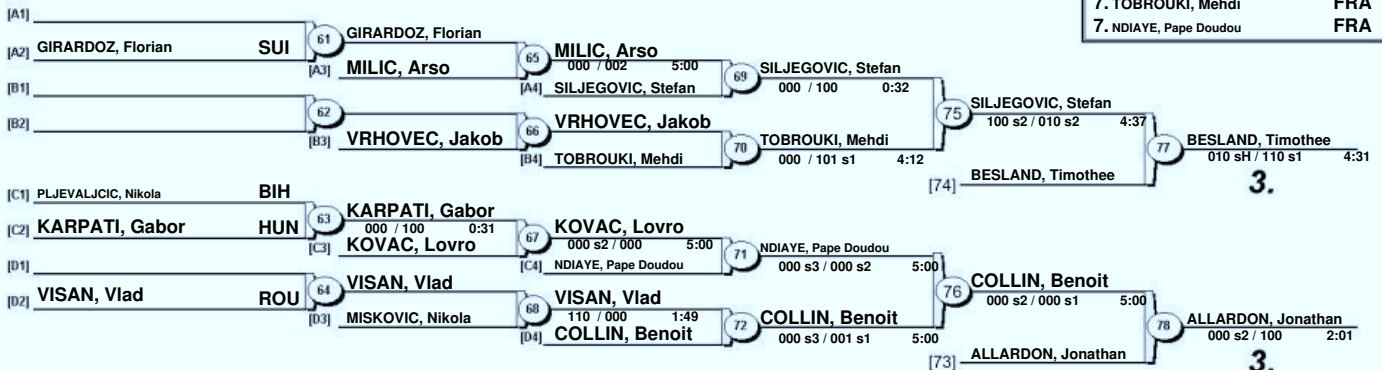 7. TOBROUKI, Mehdi FRA
7. NDIAYE, Pape Doudou FRA
[A1]
[A2] GIRARDOZ, Florian SUI
61
GIRARDOZ, Florian
[A3] MILIC, Arso
65
MILIC, Arso
000 / 002 5:00
[A4] SILJEGOVIC, Stefan
69
SILJEGOVIC, Stefan
000 / 100 0:32
[B1]
[B2]
62
[B3] VRHOVEC, Jakob
66
VRHOVEC, Jakob
[B4] TOBROUKI, Mehdi
70
TOBROUKI, Mehdi
000 / 101 s1 4:12
75
SILJEGOVIC, Stefan
100 s2 / 010 s2 4:37
[74] BESLAND, Timothee
77
BESLAND, Timothee
010 sH / 110 s1 4:31
3.
[C1] PLJEVALJCIC, Nikola BIH
[C2] KARPATI, Gabor HUN
63
KARPATI, Gabor
000 / 100 0:31
[C3] KOVAC, Lovro
67
KOVAC, Lovro
000 s2 / 000 5:00
[C4] NDIAYE, Pape Doudou
71
NDIAYE, Pape Doudou
000 s3 / 000 s2 5:00
[D1]
[D2] VISAN, Vlad ROU
64
VISAN, Vlad
[D3] MISKOVIC, Nikola
68
VISAN, Vlad
110 / 000 1:49
[D4] COLLIN, Benoit
72
COLLIN, Benoit
000 s3 / 001 s1 5:00
76
COLLIN, Benoit
000 s2 / 000 s1 5:00
[73] ALLARDON, Jonathan
78
ALLARDON, Jonathan
000 s2 / 100 2:01
3.